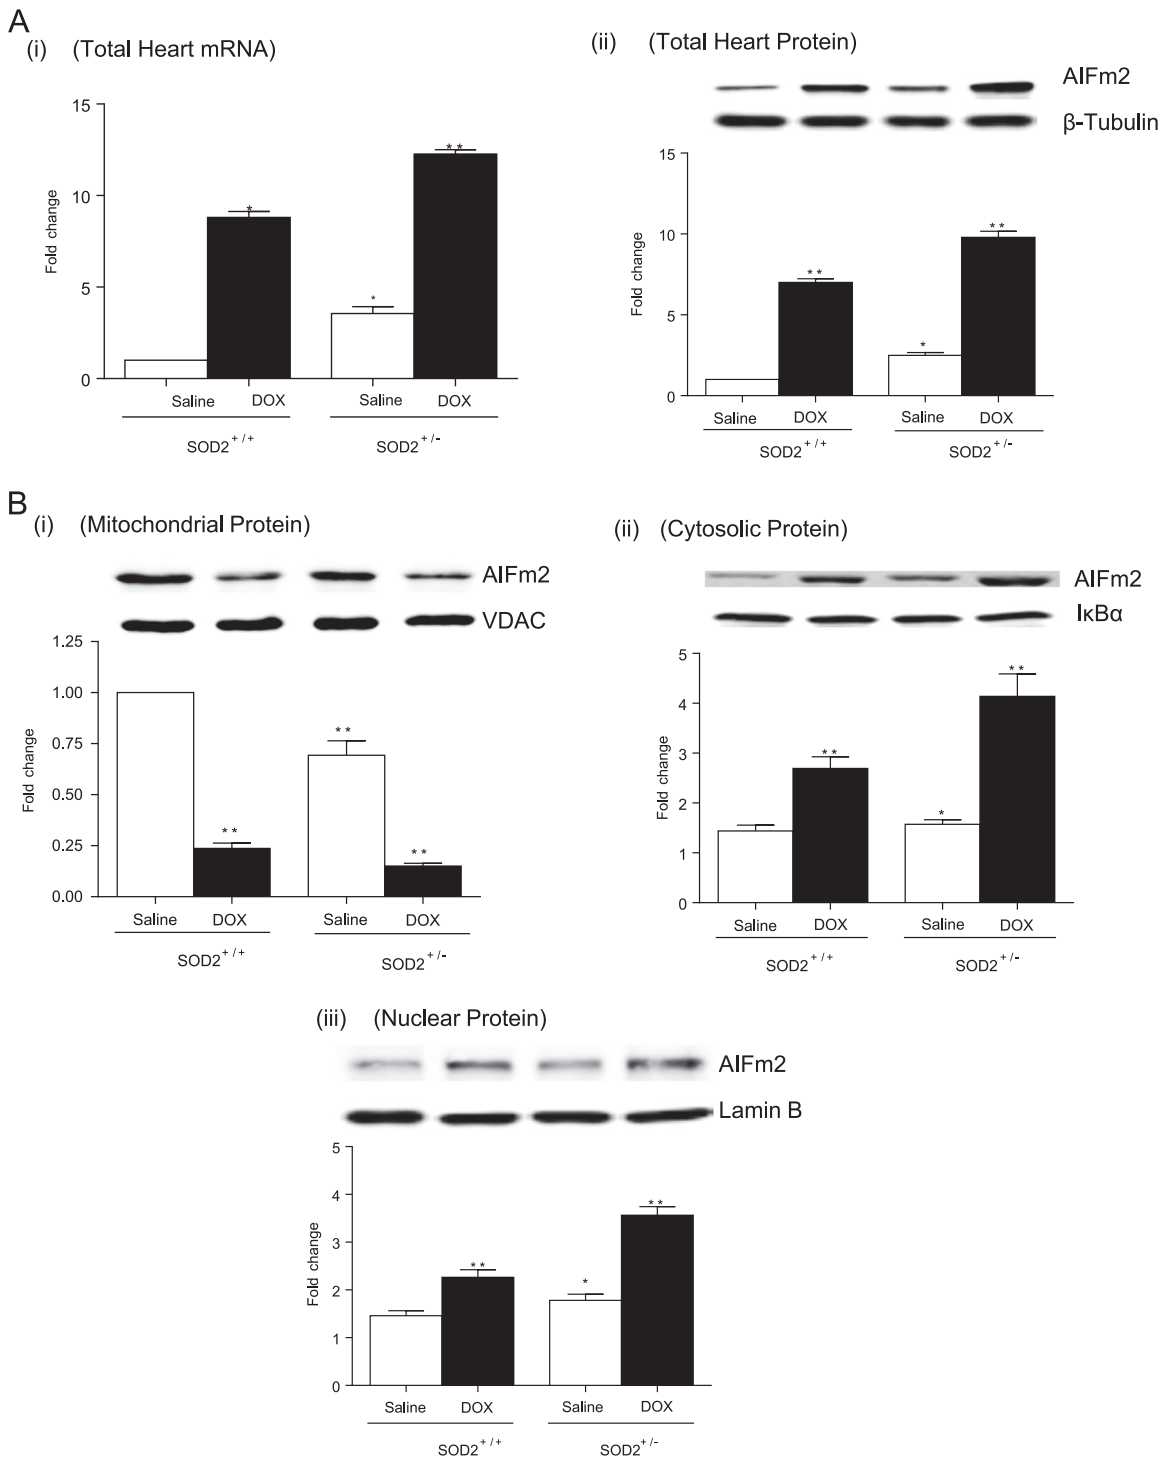 A
(i) (Total Heart mRNA)
15
10
5
0
Fold change
*
*
* *
Saline DOX Saline DOX
SOD2+/+ SOD2+/-
(ii) (Total Heart Protein)
AIFm2
β-Tubulin
15
10
5
0
Fold change
* *
*
* *
Saline DOX Saline DOX
SOD2+/+ SOD2+/-
B
(i) (Mitochondrial Protein)
AIFm2
VDAC
1.25
1.00
0.75
0.50
0.25
0.00
Fold change
* *
* *
* *
Saline DOX Saline DOX
SOD2+/+ SOD2+/-
(ii) (Cytosolic Protein)
AIFm2
IκBα
5
4
3
2
1
0
Fold change
* *
*
* *
Saline DOX Saline DOX
SOD2+/+ SOD2+/-
(iii) (Nuclear Protein)
AIFm2
Lamin B
5
4
3
2
1
0
Fold change
* *
*
* *
Saline DOX Saline DOX
SOD2+/+ SOD2+/-